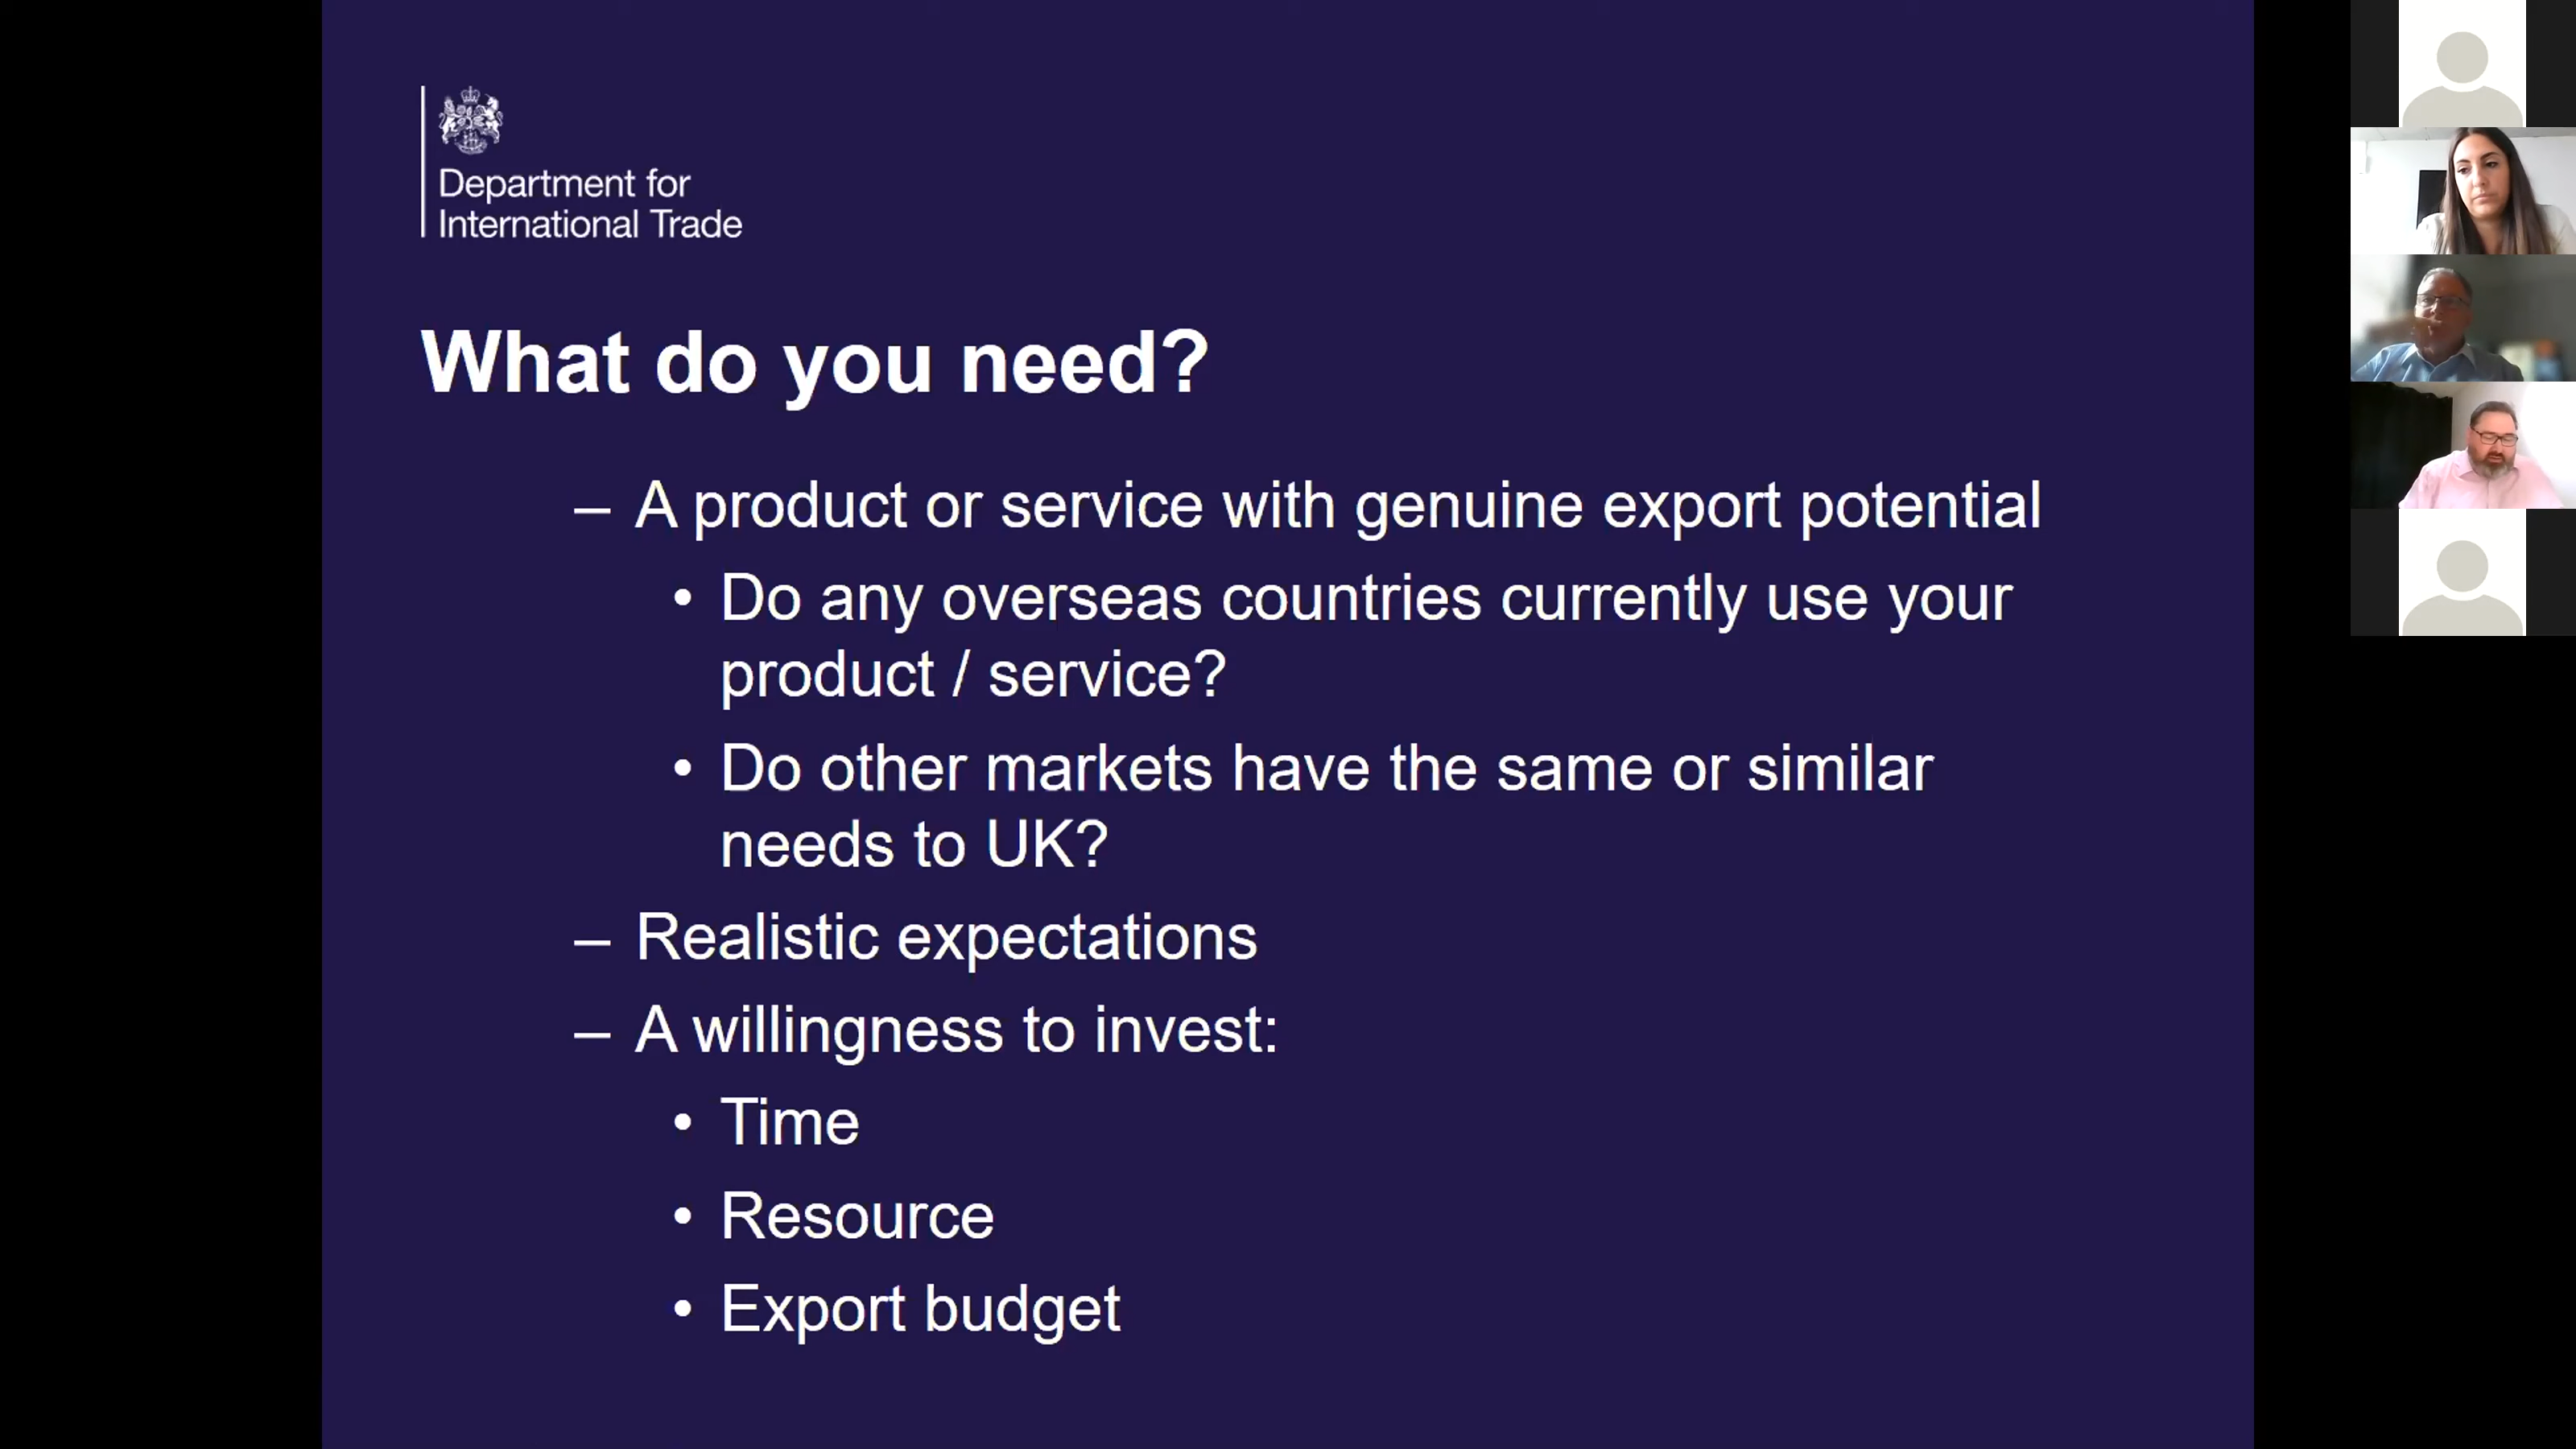 Department for
International Trade
What do you need?
– A product or service with genuine export potential
• Do any overseas countries currently use your
product / service?
• Do other markets have the same or similar
needs to UK?
– Realistic expectations
– A willingness to invest:
• Time
• Resource
• Export budget